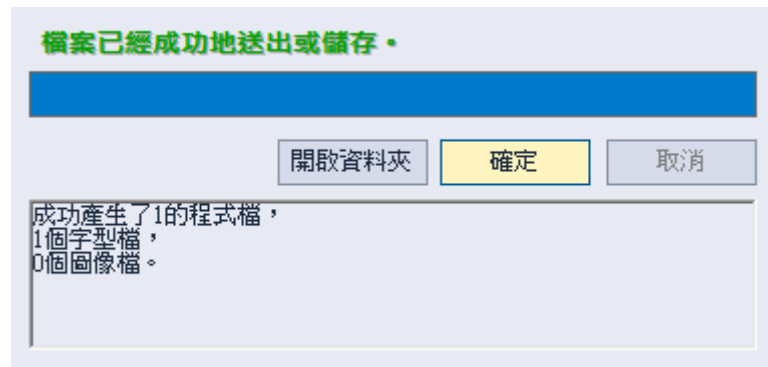 檔案已經成功地送出或儲存。
開啟資料夾 確定 取消
成功產生了1的程式檔，
1個字型檔，
0個圖像檔。